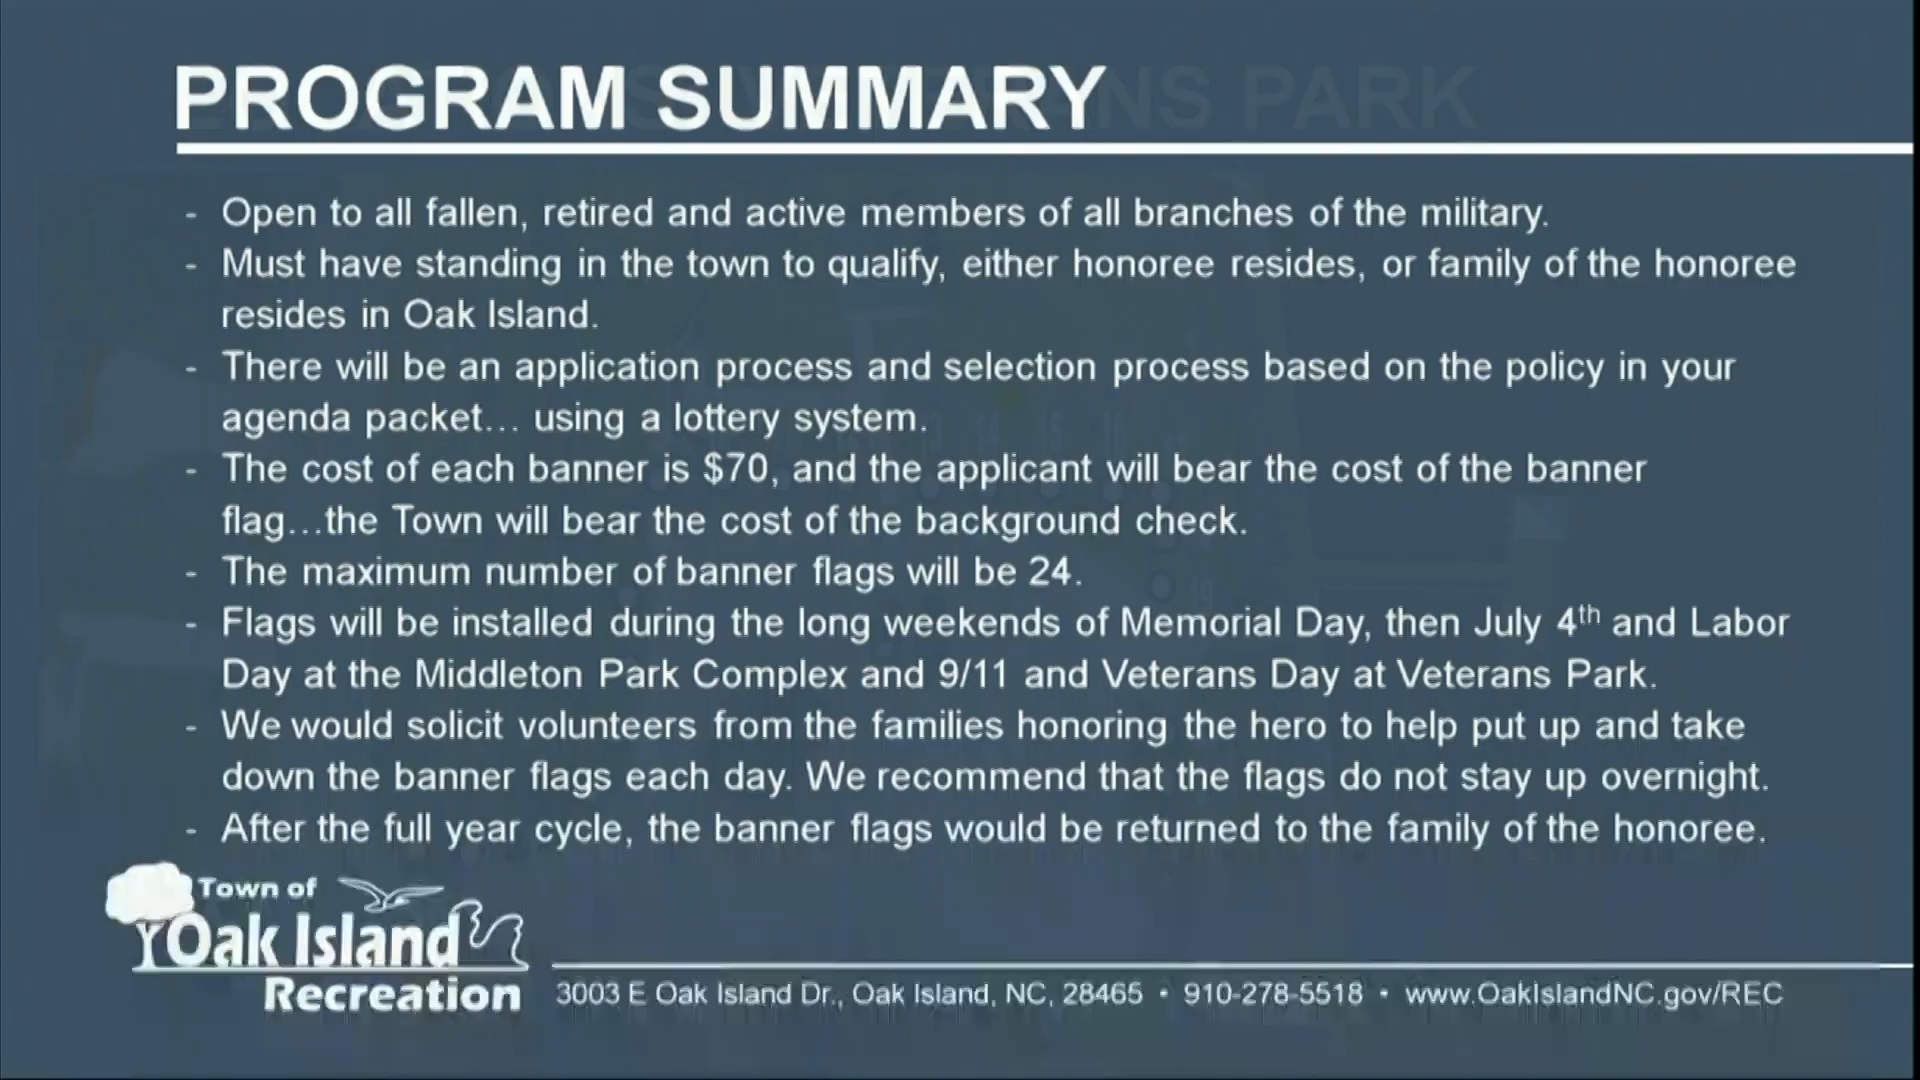 PROGRAM SUMMARY
NS PARK
- Open to all fallen, retired and active members of all branches of the military.
- Must have standing in the town to qualify, either honoree resides, or family of the honoree
resides in Oak Island.
- There will be an application process and selection process based on the policy in your
agenda packet… using a lottery system.
- The cost of each banner is $70, and the applicant will bear the cost of the banner
flag…the Town will bear the cost of the background check.
- The maximum number of banner flags will be 24.
- Flags will be installed during the long weekends of Memorial Day, then July 4th and Labor
Day at the Middleton Park Complex and 9/11 and Veterans Day at Veterans Park.
- We would solicit volunteers from the families honoring the hero to help put up and take
down the banner flags each day. We recommend that the flags do not stay up overnight.
- After the full year cycle, the banner flags would be returned to the family of the honoree.
Town of
Oak Island
Recreation
3003 E Oak Island Dr., Oak Island, NC, 28465 • 910-278-5518 • www.OakIslandNC.gov/REC